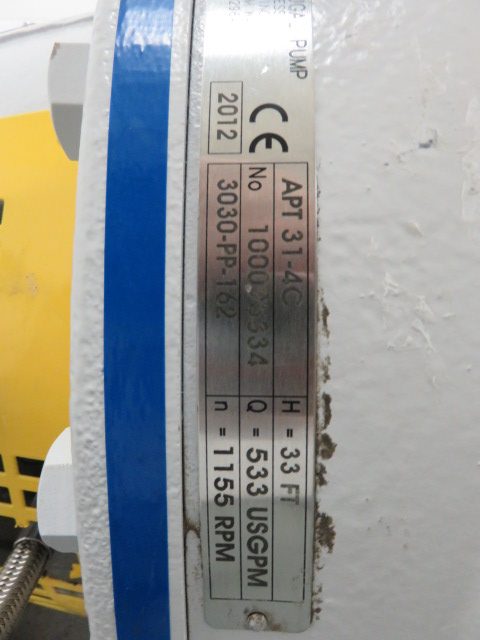 PUMP
CE
2012
APT 31-4C
H = 33 FT
No
Q = 533 USGPM
3030-PP-162
n = 1155 RPM